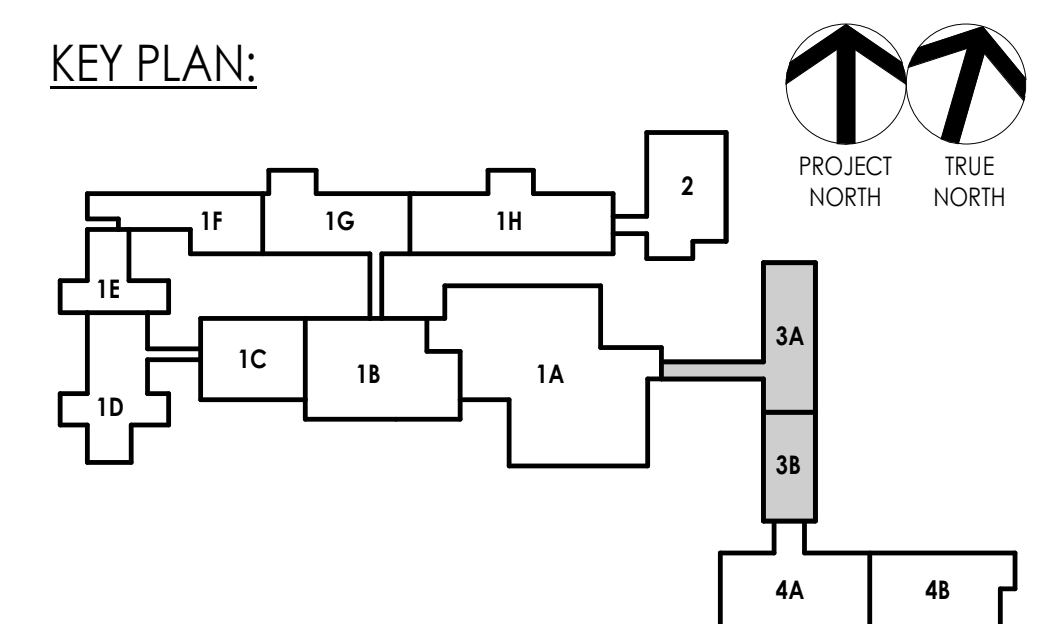 KEY PLAN:
PROJECT
NORTH
TRUE
NORTH
2
1F
1G
1H
1E
3A
1C
1B
1A
1D
3B
4A
4B